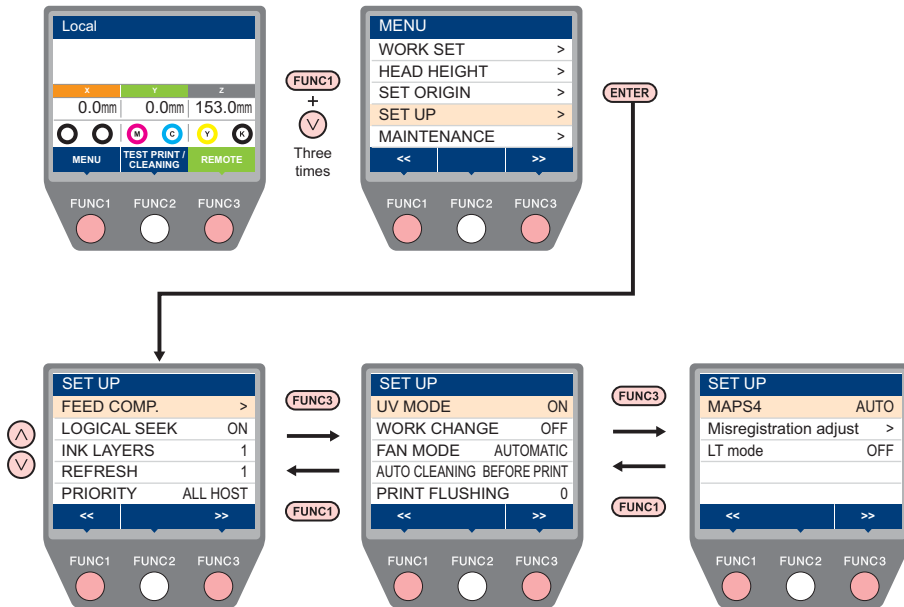 Local
X Y Z
0.0mm 0.0mm 153.0mm
M C Y K
MENU TEST PRINT / CLEANING REMOTE
FUNC1 FUNC2 FUNC3
FUNC1
+
Three
times
MENU
WORK SET >
HEAD HEIGHT >
SET ORIGIN >
SET UP >
MAINTENANCE >
<< >>
FUNC1 FUNC2 FUNC3
ENTER
SET UP
FEED COMP. >
LOGICAL SEEK ON
INK LAYERS 1
REFRESH 1
PRIORITY ALL HOST
<< >>
FUNC1 FUNC2 FUNC3
FUNC3
FUNC1
SET UP
UV MODE ON
WORK CHANGE OFF
FAN MODE AUTOMATIC
AUTO CLEANING BEFORE PRINT
PRINT FLUSHING 0
<< >>
FUNC1 FUNC2 FUNC3
FUNC3
FUNC1
SET UP
MAPS4 AUTO
Misregistration adjust >
LT mode OFF
<< >>
FUNC1 FUNC2 FUNC3